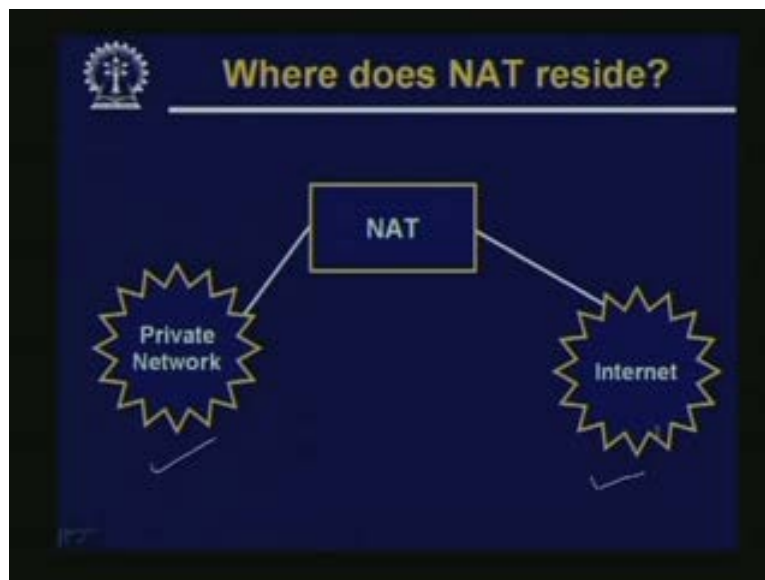 Where does NAT reside?
NAT
Private
Network
Internet